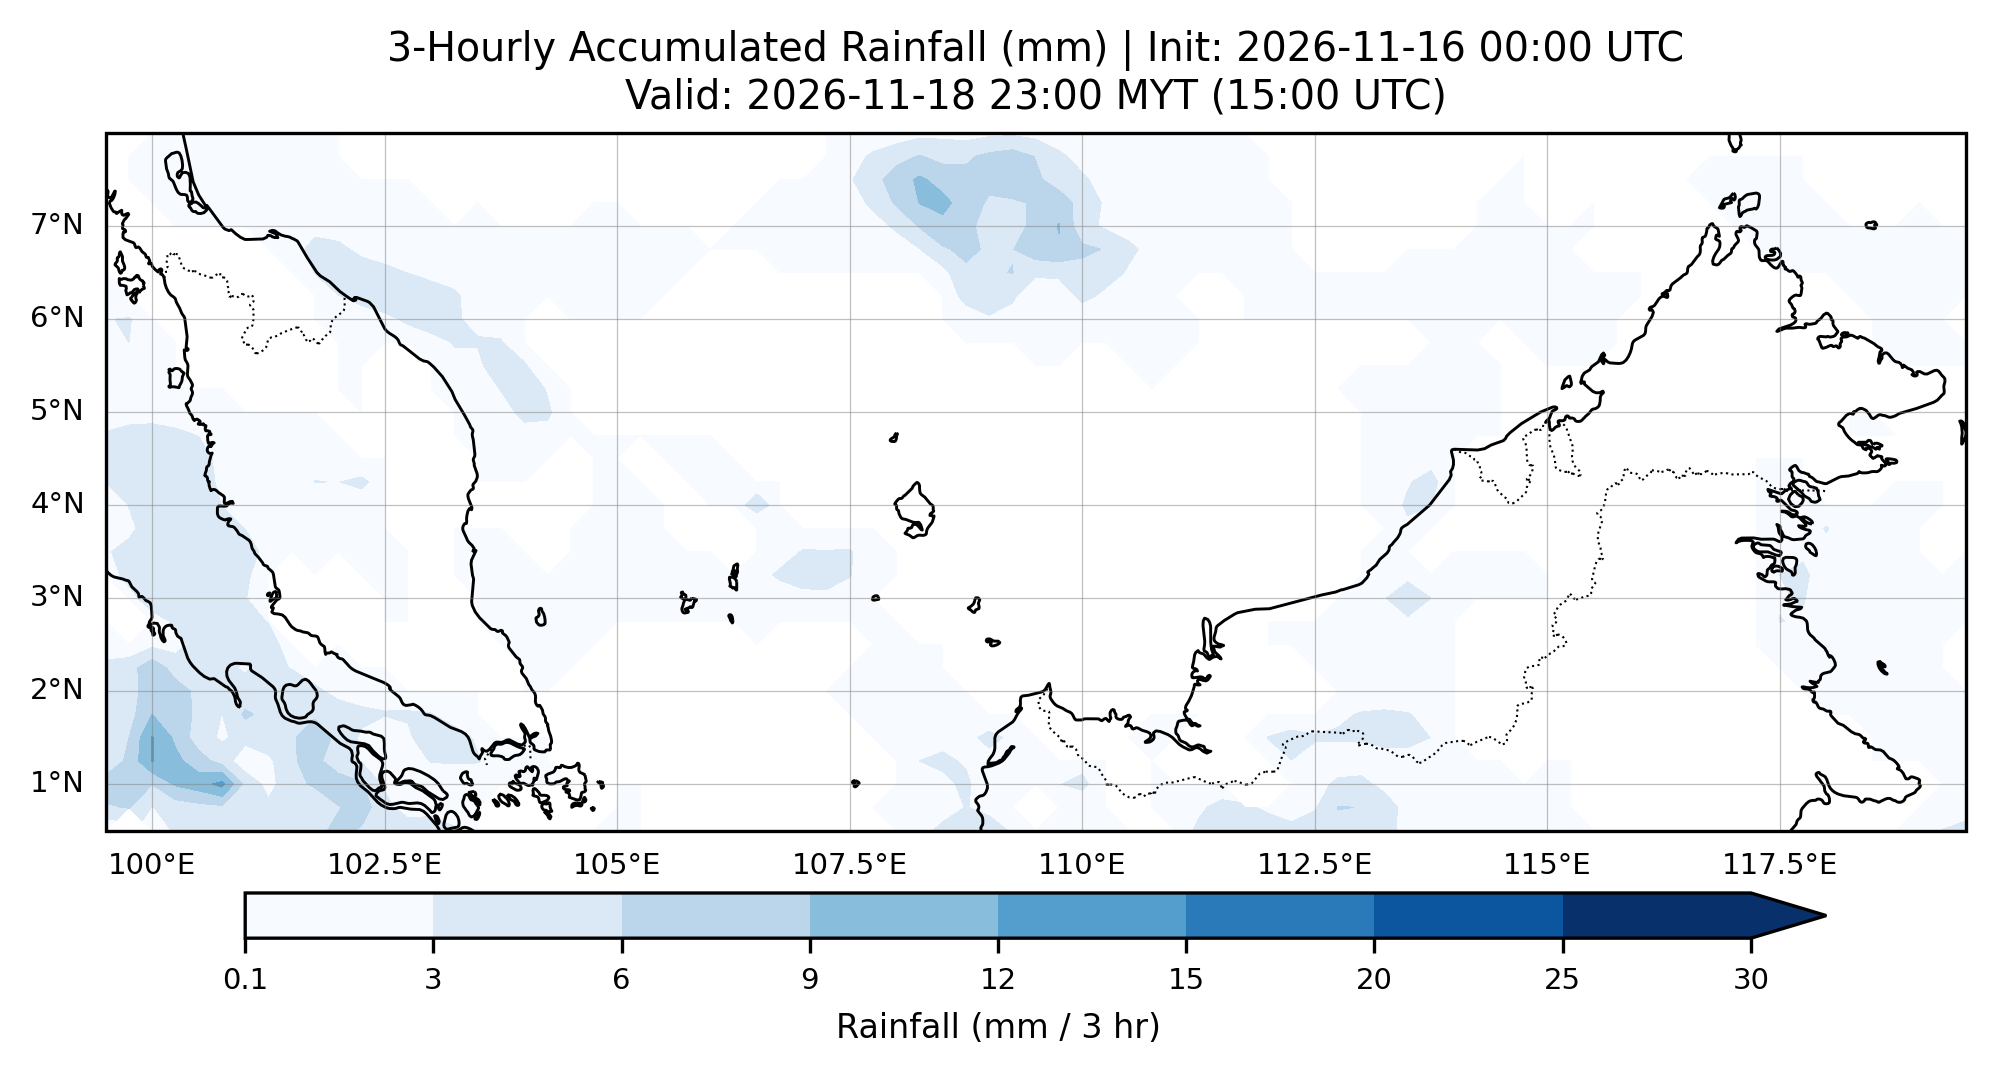 3-Hourly Accumulated Rainfall (mm) | Init: 2026-11-16 00:00 UTC
Valid: 2026-11-18 23:00 MYT (15:00 UTC)
7°N
6°N
5°N
4°N
3°N
2°N
1°N
100°E 102.5°E 105°E 107.5°E 110°E 112.5°E 115°E 117.5°E
0.1 3 6 9 12 15 20 25 30
Rainfall (mm / 3 hr)